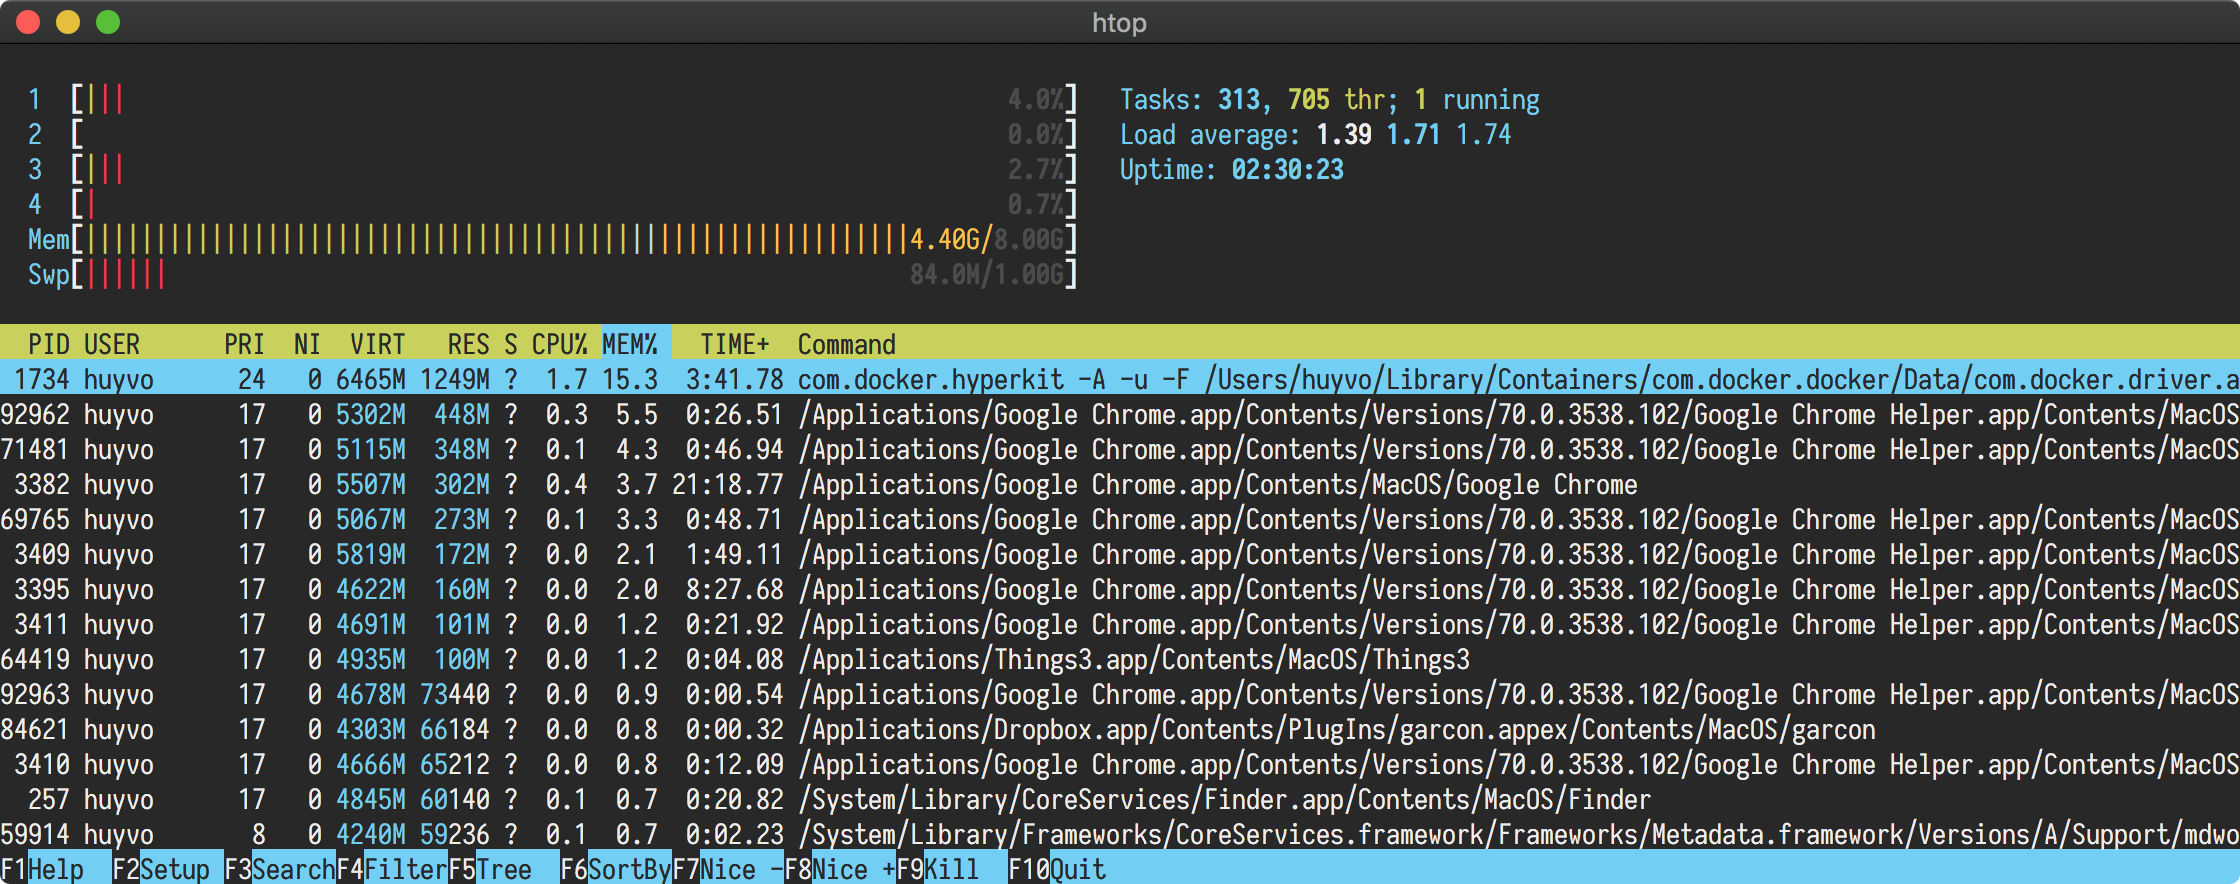 htop
1 [||| 4.0%] Tasks: 313, 705 thr; 1 running
2 [ 0.0%] Load average: 1.39 1.71 1.74
3 [||| 2.7%] Uptime: 02:30:23
4 [| 0.7%]
Mem[|||||||||||||||||||||||||||||||||||||||||||||||||||||||||||4.40G/8.00G]
Swp[|||||| 84.0M/1.00G]
PID USER PRI NI VIRT RES S CPU% MEM% TIME+ Command
1734 huyvo 24 0 6465M 1249M ? 1.7 15.3 3:41.78 com.docker.hyperkit -A -u -F /Users/huyvo/Library/Containers/com.docker.docker/Data/com.docker.driver.a
92962 huyvo 17 0 5302M 448M ? 0.3 5.5 0:26.51 /Applications/Google Chrome.app/Contents/Versions/70.0.3538.102/Google Chrome Helper.app/Contents/MacOS
71481 huyvo 17 0 5115M 348M ? 0.1 4.3 0:46.94 /Applications/Google Chrome.app/Contents/Versions/70.0.3538.102/Google Chrome Helper.app/Contents/MacOS
3382 huyvo 17 0 5507M 302M ? 0.4 3.7 21:18.77 /Applications/Google Chrome.app/Contents/MacOS/Google Chrome
69765 huyvo 17 0 5067M 273M ? 0.1 3.3 0:48.71 /Applications/Google Chrome.app/Contents/Versions/70.0.3538.102/Google Chrome Helper.app/Contents/MacOS
3409 huyvo 17 0 5819M 172M ? 0.0 2.1 1:49.11 /Applications/Google Chrome.app/Contents/Versions/70.0.3538.102/Google Chrome Helper.app/Contents/MacOS
3395 huyvo 17 0 4622M 160M ? 0.0 2.0 8:27.68 /Applications/Google Chrome.app/Contents/Versions/70.0.3538.102/Google Chrome Helper.app/Contents/MacOS
3411 huyvo 17 0 4691M 101M ? 0.0 1.2 0:21.92 /Applications/Google Chrome.app/Contents/Versions/70.0.3538.102/Google Chrome Helper.app/Contents/MacOS
64419 huyvo 17 0 4935M 100M ? 0.0 1.2 0:04.08 /Applications/Things3.app/Contents/MacOS/Things3
92963 huyvo 17 0 4678M 73440 ? 0.0 0.9 0:00.54 /Applications/Google Chrome.app/Contents/Versions/70.0.3538.102/Google Chrome Helper.app/Contents/MacOS
84621 huyvo 17 0 4303M 66184 ? 0.0 0.8 0:00.32 /Applications/Dropbox.app/Contents/PlugIns/garcon.appex/Contents/MacOS/garcon
3410 huyvo 17 0 4666M 65212 ? 0.0 0.8 0:12.09 /Applications/Google Chrome.app/Contents/Versions/70.0.3538.102/Google Chrome Helper.app/Contents/MacOS
257 huyvo 17 0 4845M 60140 ? 0.1 0.7 0:20.82 /System/Library/CoreServices/Finder.app/Contents/MacOS/Finder
59914 huyvo 8 0 4240M 59236 ? 0.1 0.7 0:02.23 /System/Library/Frameworks/CoreServices.framework/Frameworks/Metadata.framework/Versions/A/Support/mdwo
F1Help F2Setup F3SearchF4FilterF5Tree F6SortByF7Nice -F8Nice +F9Kill F10Quit